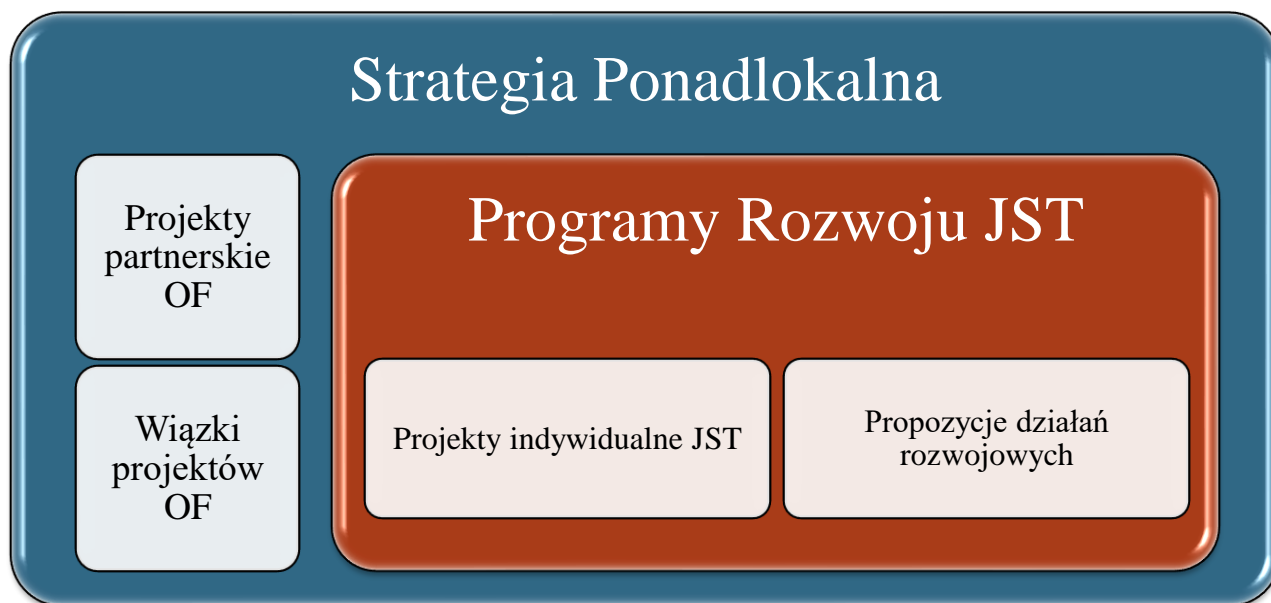 Strategia Ponadlokalna
Projekty
partnerskie
OF
Wiązki
projektów
OF
Programy Rozwoju JST
Projekty indywidualne JST
Propozycje działań
rozwojowych